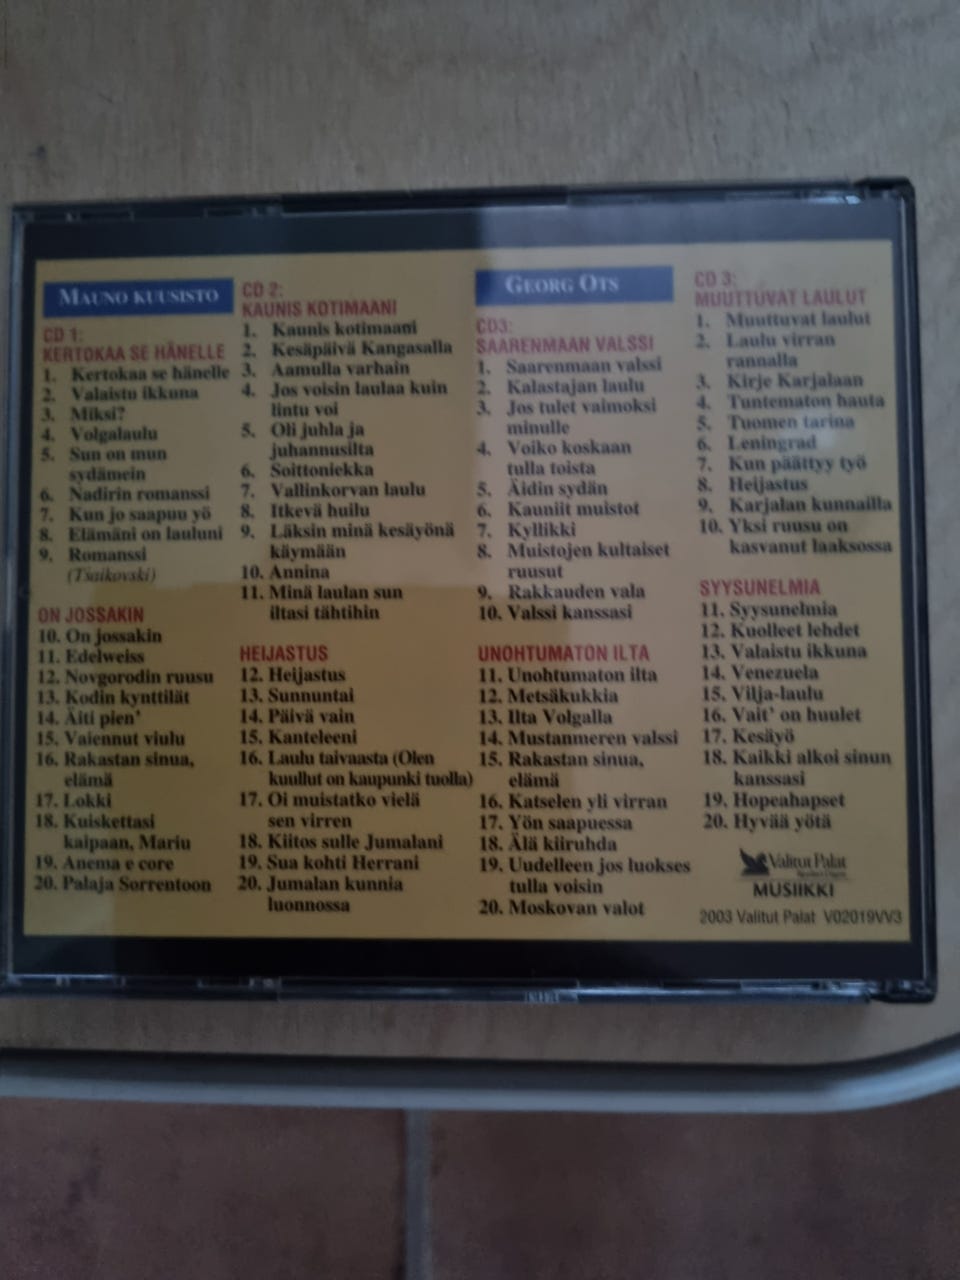 MAUNO KUUSISTO
CD 1:
KERTOKAA SE HÄNELLE
1. Kertokaa se hänelle
2. Valaistu ikkuna
3. Miksi?
4. Volgalaulu
5. Sun on mun
sydämein
6. Nadirin romanssi
7. Kun jo saapuu yö
8. Elämäni on lauluni
9. Romanssi
(Tsaikovski)
ON JOSSAKIN
10. On jossakin
11. Edelweiss
12. Novgorodin ruusu
13. Kodin kynttilät
14. Äiti pien'
15. Vaiennut viulu
16. Rakastan sinua,
elämä
17. Lokki
18. Kuiskettasi
kaipaan, Mariu
19. Anema e core
20. Palaja Sorrentoon
CD 2:
KAUNIS KOTIMAANI
1. Kaunis kotimaani
2. Kesäpäivä Kangasalla
3. Aamulla varhain
4. Jos voisin laulaa kuin
lintu voi
5. Oli juhla ja
juhannusilta
6. Soittoniekka
7. Vallinkorvan laulu
8. Itkevä huilu
9. Läksin minä kesäyönä
käymään
10. Annina
11. Minä laulan sun
iltasi tähtihin
HEIJASTUS
12. Heijastus
13. Sunnuntai
14. Päivä vain
15. Kanteleeni
16. Laulu taivaasta (Olen
kuullut on kaupunki tuolla)
17. Oi muistatko vielä
sen virren
18. Kiitos sulle Jumalani
19. Sua kohti Herrani
20. Jumalan kunnia
luonnossa
GEORG OTS
CD3:
SAARENMAAN VALSSI
1. Saarenmaan valssi
2. Kalastajan laulu
3. Jos tulet vaimoksi
minulle
4. Voiko koskaan
tulla toista
5. Äidin sydän
6. Kauniit muistot
7. Kyllikki
8. Muistojen kultaiset
ruusut
9. Rakkauden vala
10. Valssi kanssasi
UNOHTUMATON ILTA
11. Unohtumaton ilta
12. Metsäkukkia
13. Ilta Volgalla
14. Mustanmeren valssi
15. Rakastan sinua,
elämä
16. Katselen yli virran
17. Yön saapuessa
18. Älä kiiruhda
19. Uudelleen jos luokses
tulla voisin
20. Moskovan valot
CD 3:
MUUTTUVAT LAULUT
1. Muuttuvat laulut
2. Laulu virran
rannalla
3. Kirje Karjalaan
4. Tuntematon hauta
5. Tuomen tarina
6. Leningrad
7. Kun päättyy työ
8. Heijastus
9. Karjalan kunnailla
10. Yksi ruusu on
kasvanut laaksossa
SYYSUNELMIA
11. Syysunelmia
12. Kuolleet lehdet
13. Valaistu ikkuna
14. Venezuela
15. Vilja-laulu
16. Vait' on huulet
17. Kesäyö
18. Kaikki alkoi sinun
kanssasi
19. Hopeahapset
20. Hyvää yötä
Valitut Palat
Reader's Digest
MUSIIKKI
2003 Valitut Palat V02019VV3